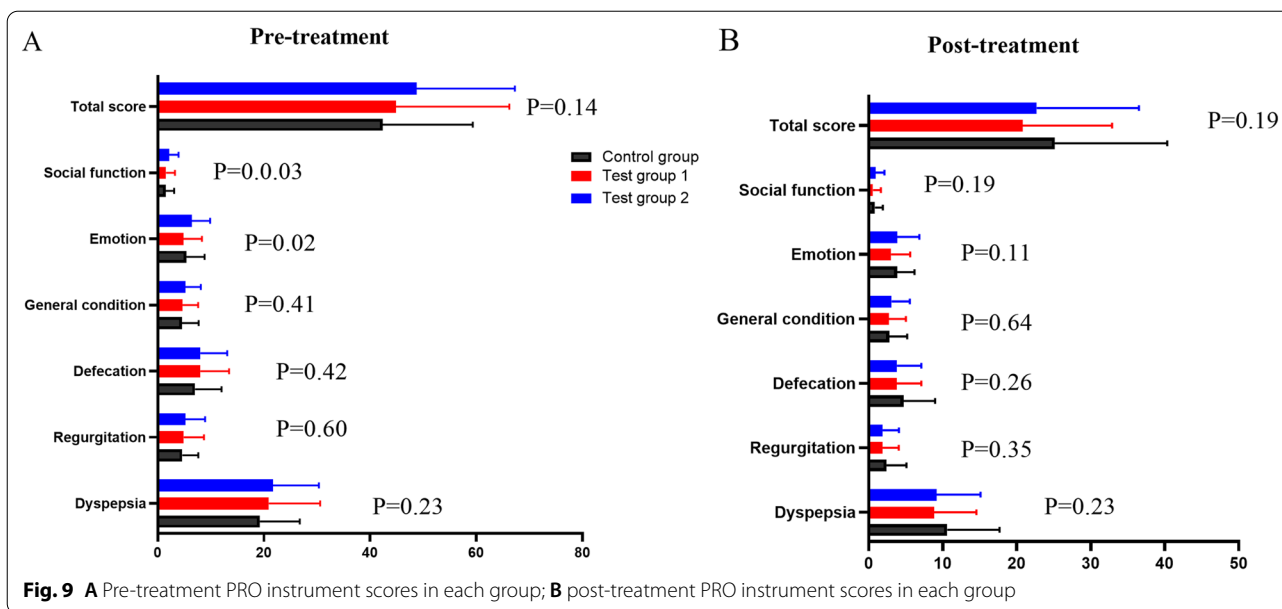 A
Pre-treatment
Total score
P=0.14
Social function
P=0.0.03
Emotion
P=0.02
General condition
P=0.41
Defecation
P=0.42
Regurgitation
P=0.60
Dyspepsia
P=0.23
0 20 40 60 80
Control group
Test group 1
Test group 2
B
Post-treatment
Total score
P=0.19
Social function
P=0.19
Emotion
P=0.11
General condition
P=0.64
Defecation
P=0.26
Regurgitation
P=0.35
Dyspepsia
P=0.23
0 10 20 30 40 50
Fig. 9 A Pre-treatment PRO instrument scores in each group; B post-treatment PRO instrument scores in each group